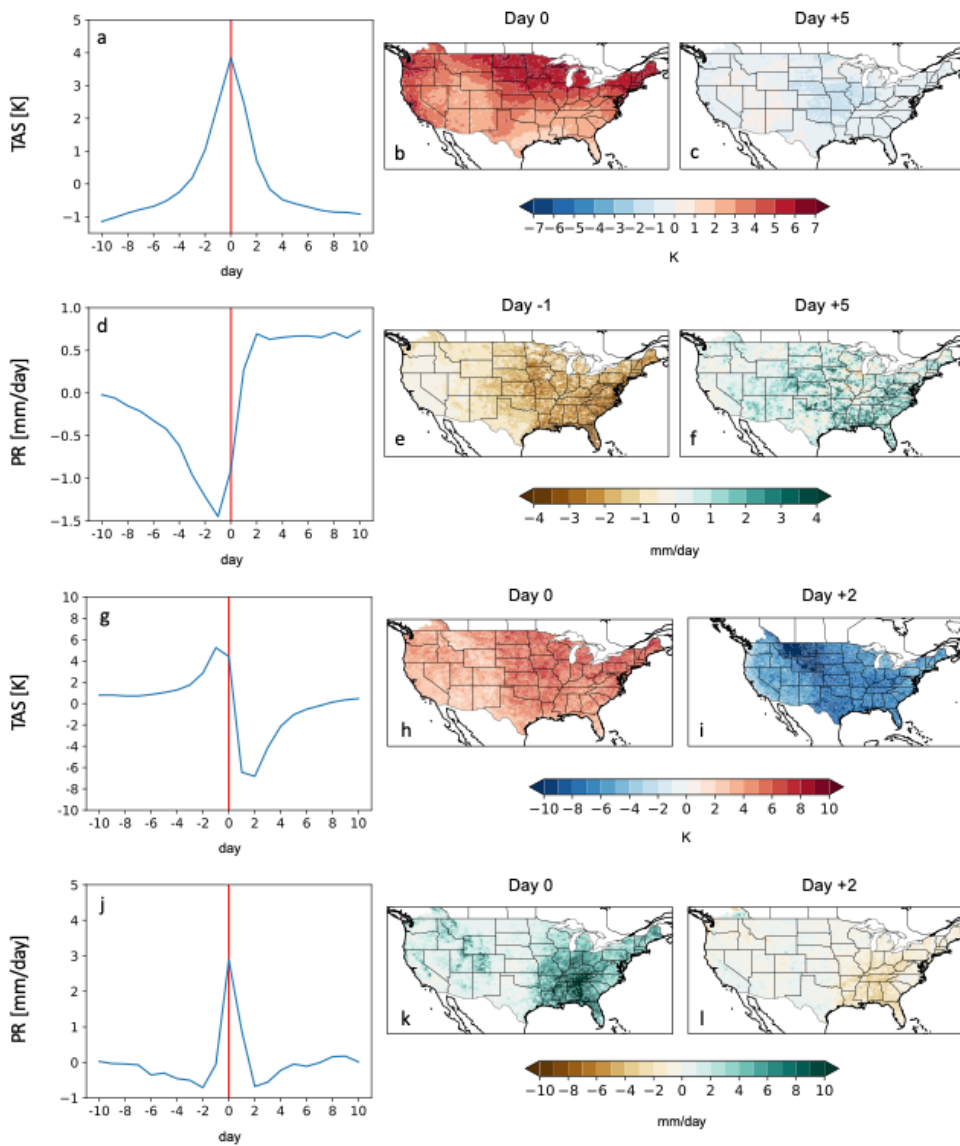 a
TAS [K]
5
4
3
2
1
0
−1
-10 -8 -6 -4 -2 0 2 4 6 8 10
day
Day 0
b
Day +5
c
−7−6−5−4−3−2−1 0 1 2 3 4 5 6 7
K
d
PR [mm/day]
1.0
0.5
0.0
−0.5
−1.0
−1.5
-10 -8 -6 -4 -2 0 2 4 6 8 10
day
Day -1
e
Day +5
f
−4 −3 −2 −1 0 1 2 3 4
mm/day
g
TAS [K]
10
8
6
4
2
0
-2
-4
-6
-8
-10
-10 -8 -6 -4 -2 0 2 4 6 8 10
day
Day 0
h
Day +2
i
−10 −8 −6 −4 −2 0 2 4 6 8 10
K
j
PR [mm/day]
5
4
3
2
1
0
−1
-10 -8 -6 -4 -2 0 2 4 6 8 10
day
Day 0
k
Day +2
l
−10 −8 −6 −4 −2 0 2 4 6 8 10
mm/day